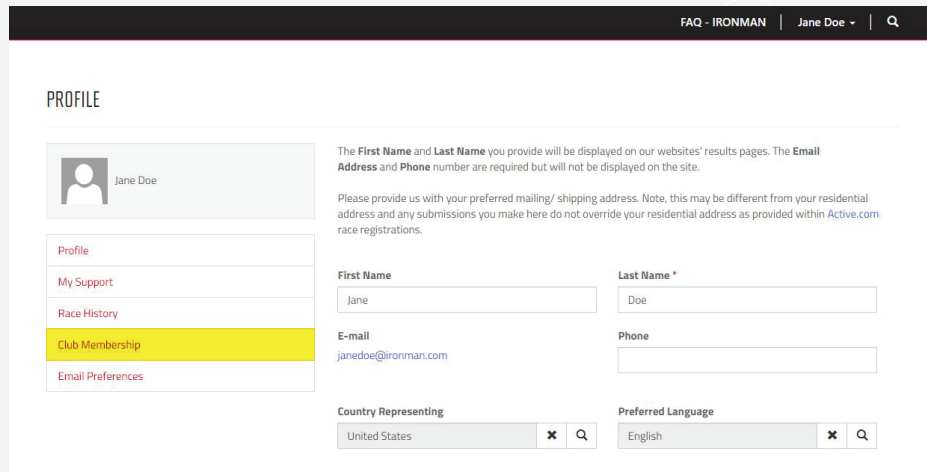 FAQ - IRONMAN
Jane Doe
PROFILE
Jane Doe
Profile
My Support
Race History
Club Membership
Email Preferences
The First Name and Last Name you provide will be displayed on our websites' results pages. The Email
Address and Phone number are required but will not be displayed on the site.
Please provide us with your preferred mailing/ shipping address. Note, this may be different from your residential
address and any submissions you make here do not override your residential address as provided within Active.com
race registrations.
First Name
Last Name *
Jane
Doe
E-mail
Phone
janedoe@ironman.com
Country Representing
Preferred Language
United States
English